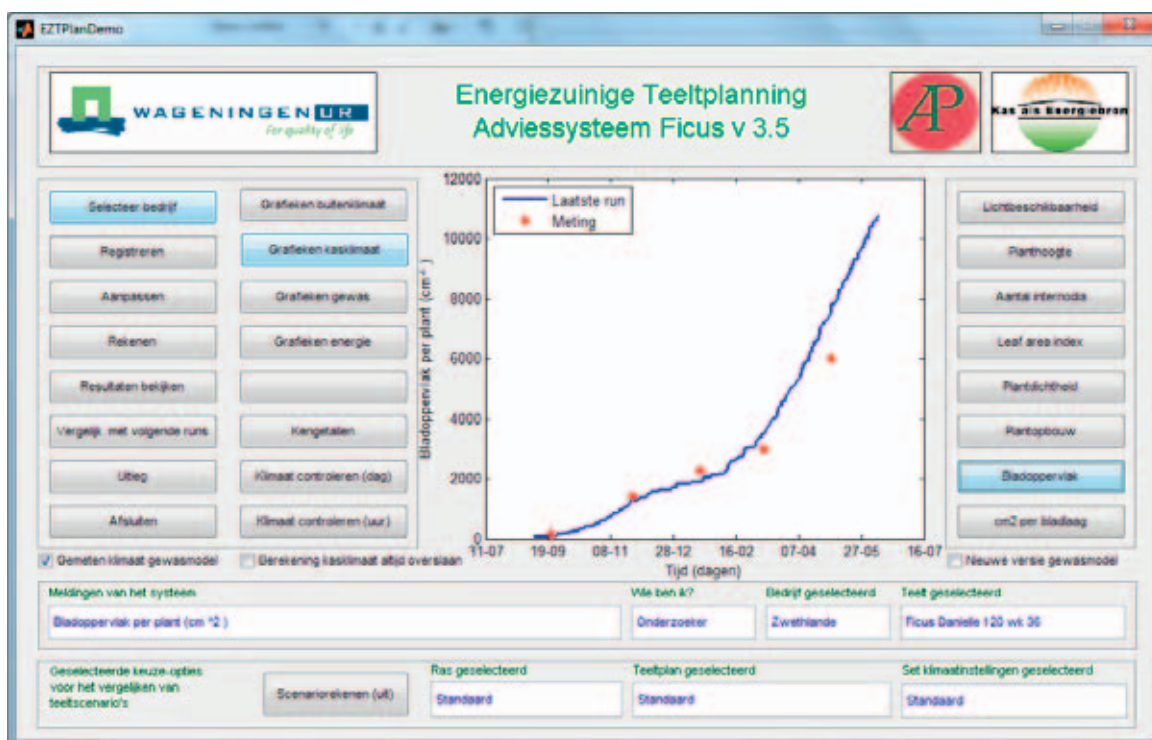 EZTPlanDemo
WAGENINGEN UR
For quality of life
Energiezuinige Teeltplanning
Adviessysteem Ficus v 3.5
AP
Kas als Energiebron
Selecteer bedrijf
Registreren
Aanpassen
Rekenen
Resultaten bekijken
Vergelijk met volgende runs
Uitleg
Afsluiten
Grafieken buitenklimaat
Grafieken kasklimaat
Grafieken gewas
Grafieken energie
Kengetallen
Klimaat controleren (dag)
Klimaat controleren (uur)
Laatste run
Meting
Bladoppervlak per plant (cm²)
12000
10000
8000
6000
4000
2000
0
11-07 19-09 08-11 28-12 16-02 07-04 27-05 16-07
Tijd (dagen)
Lichtbeschikbaarheid
Planthoogte
Aantal internodia
Leaf area index
Plantdichtheid
Plantopbouw
Bladoppervlak
cm2 per bladlaag
Gemeten klimaat gewasmodel
Berekening kasklimaat altijd overslaan
Nieuwe versie gewasmodel
Meldingen van het systeem
Bladoppervlak per plant (cm ^2 )
Wie ben ik?
Onderzoeker
Bedrijf geselecteerd
Zwethlande
Teelt geselecteerd
Ficus Danielle 120 wk 36
Geselecteerde keuze-opties
voor het vergelijken van
teeltscenario's
Scenariorekenen (uit)
Ras geselecteerd
Standaard
Teeltplan geselecteerd
Standaard
Set klimaatinstellingen geselecteerd
Standaard